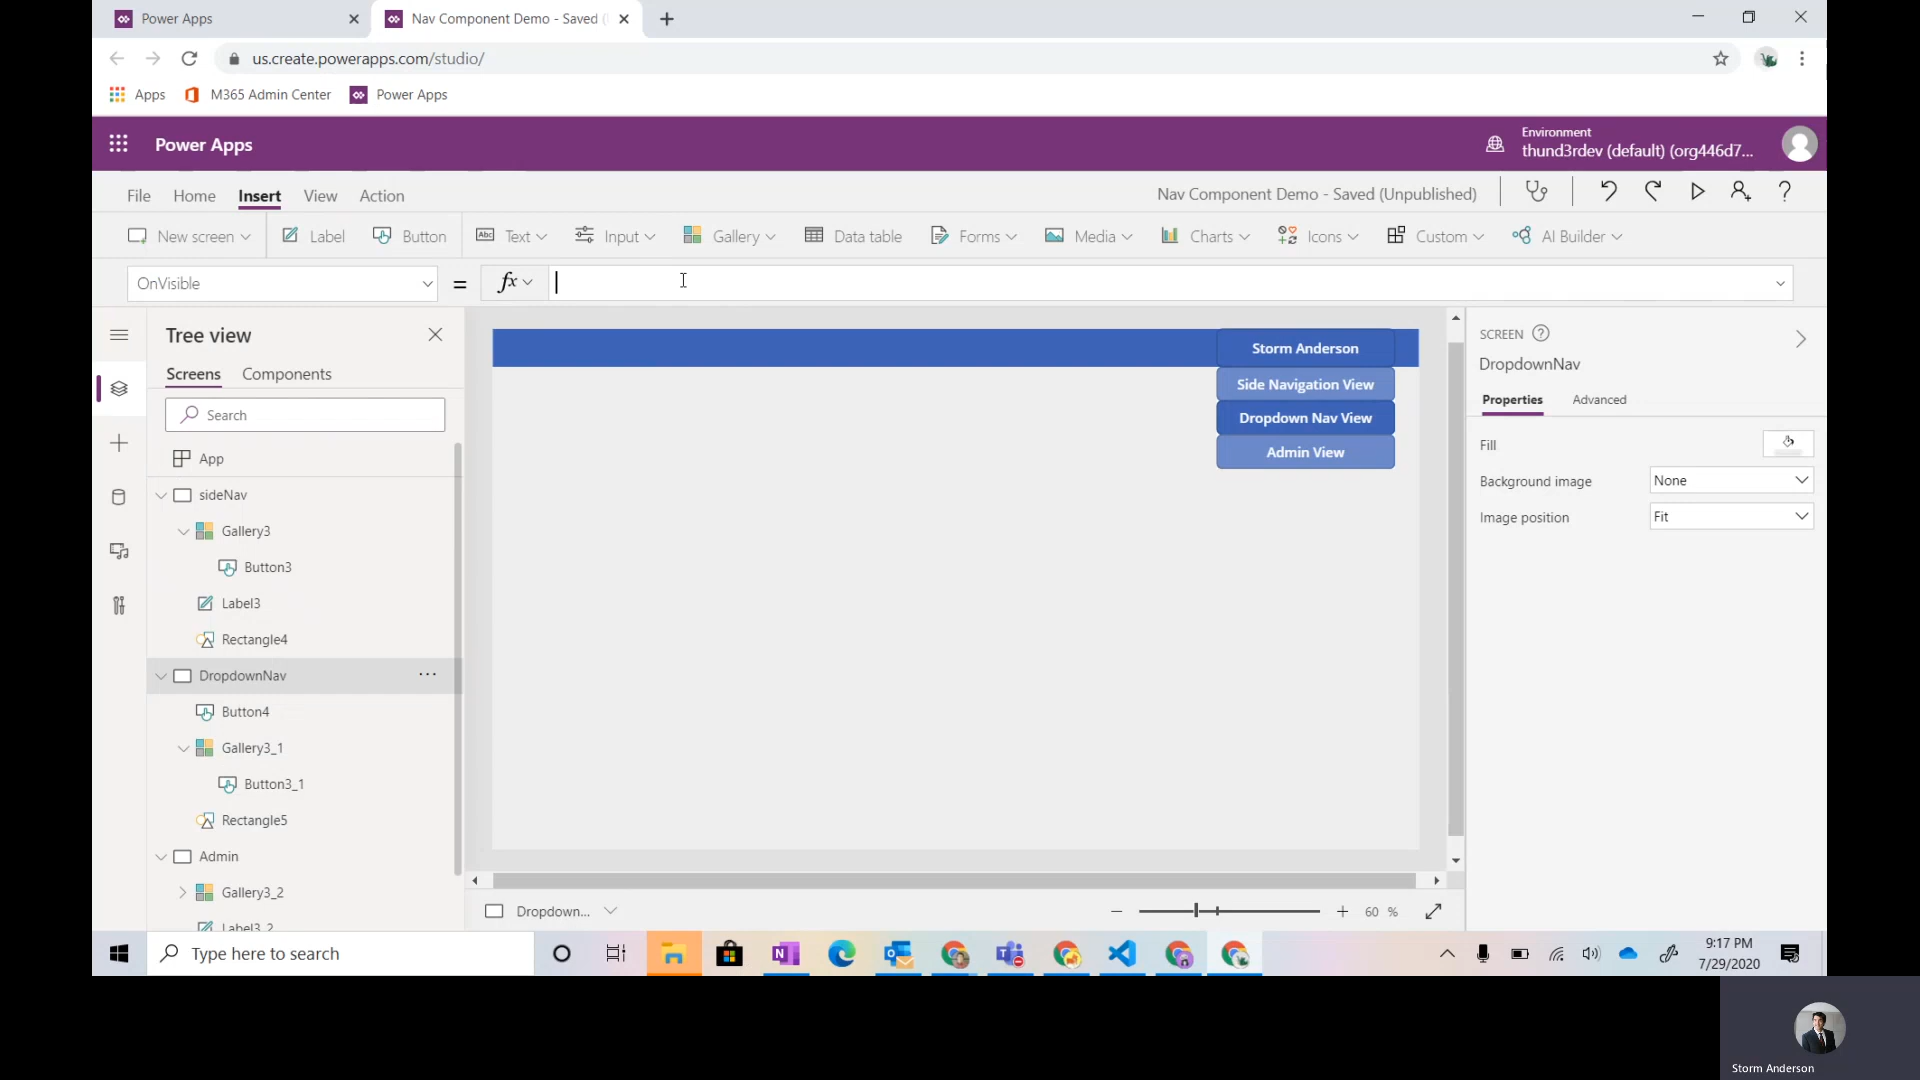 Power Apps
Nav Component Demo - Saved (
us.create.powerapps.com/studio/
Apps
M365 Admin Center
Power Apps
Power Apps
Environment
thund3rdev (default) (org446d7...
File
Home
Insert
View
Action
Nav Component Demo - Saved (Unpublished)
New screen
Label
Button
Abc
Text
Input
Gallery
Data table
Forms
Media
Charts
Icons
Custom
AI Builder
OnVisible
=
fx
Tree view
Screens
Components
Search
App
sideNav
Gallery3
Button3
Label3
Rectangle4
DropdownNav
Button4
Gallery3_1
Button3_1
Rectangle5
Admin
Gallery3_2
Label3_2
Storm Anderson
Side Navigation View
Dropdown Nav View
Admin View
SCREEN
DropdownNav
Properties
Advanced
Fill
Background image
None
Image position
Fit
Dropdown...
60 %
Type here to search
9:17 PM
7/29/2020
Storm Anderson